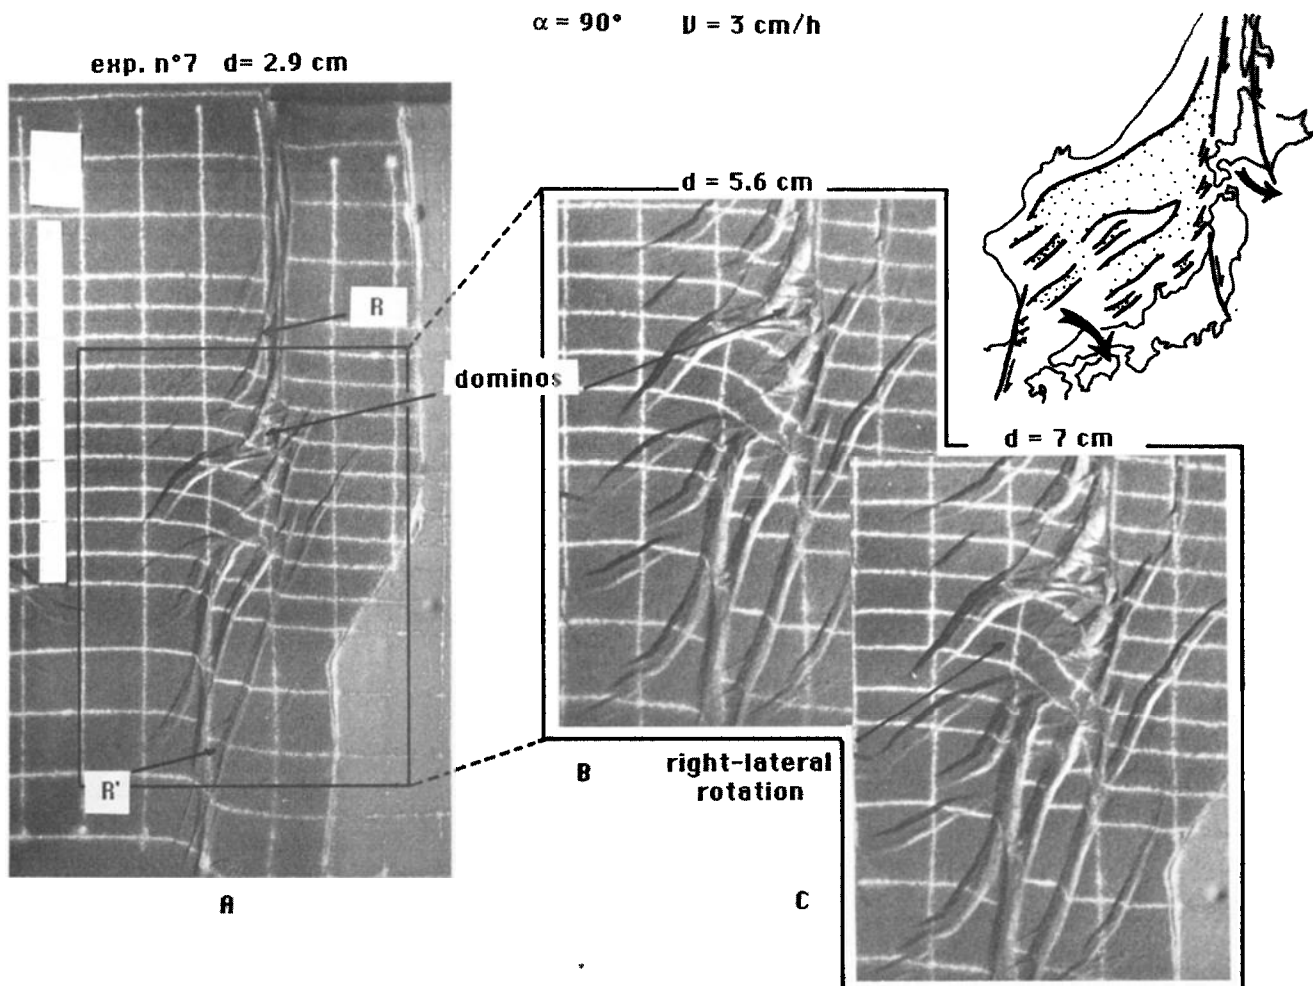 α = 90° V = 3 cm/h
exp. n°7 d= 2.9 cm
d = 5.6 cm
R
dominos
d = 7 cm
R'
B
right-lateral
rotation
A
C